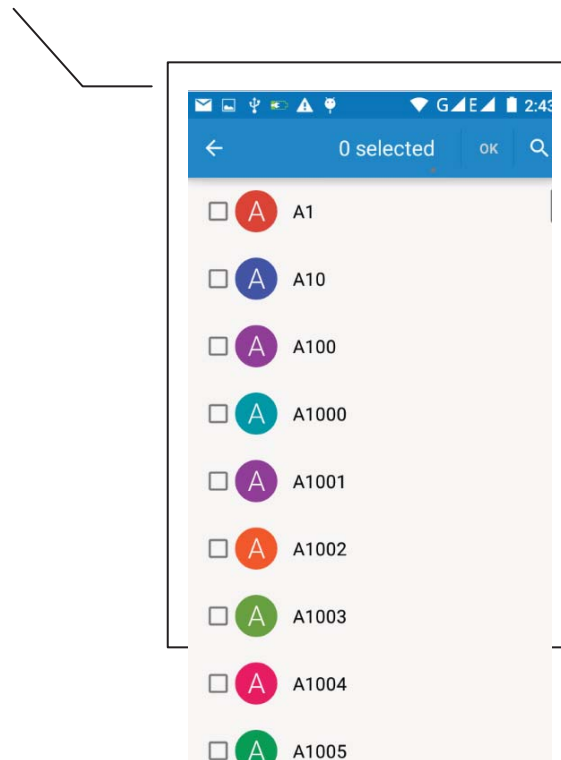 G E 2:43
0 selected OK
A A1
A A10
A A100
A A1000
A A1001
A A1002
A A1003
A A1004
A A1005